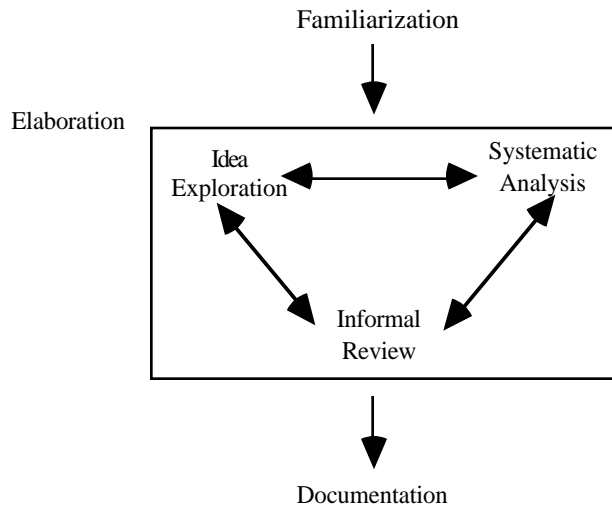 Familiarization
Elaboration
Idea
Exploration
Systematic
Analysis
Informal
Review
Documentation